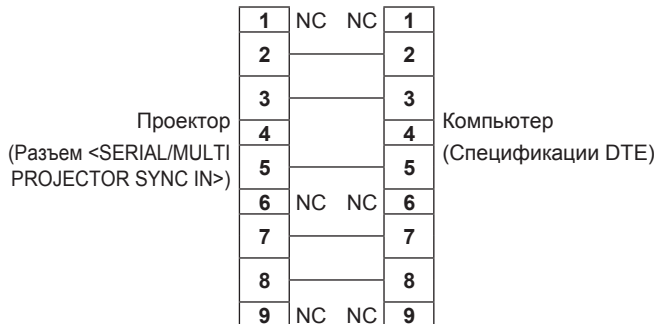 1 NC NC 1
2 2
3 3
Проектор
4 4
Компьютер
(Разъем <SERIAL/MULTI
PROJECTOR SYNC IN>)
(Спецификации DTE)
5 5
6 NC NC 6
7 7
8 8
9 NC NC 9